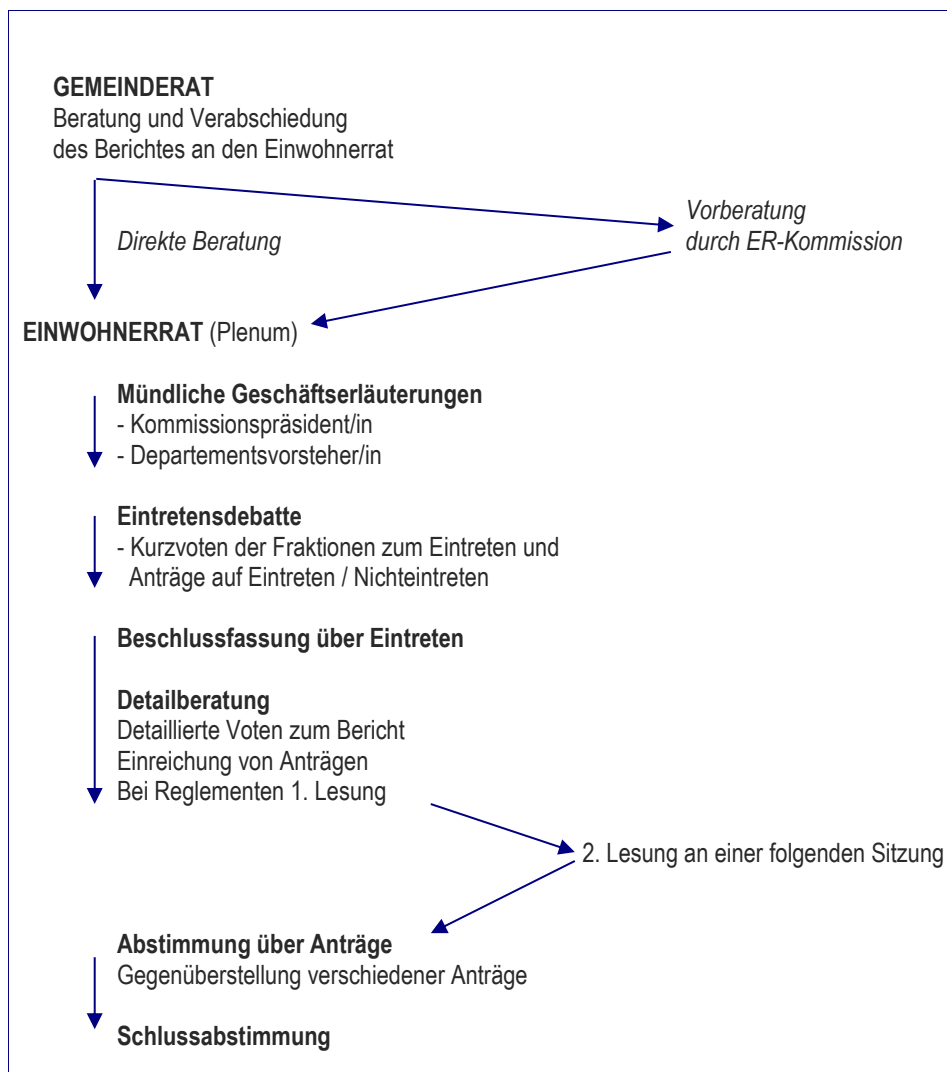 GEMEINDERAT
Beratung und Verabschiedung
des Berichtes an den Einwohnerrat
Direkte Beratung
Vorberatung
durch ER-Kommission
EINWOHNERRAT (Plenum)
Mündliche Geschäftserläuterungen
- Kommissionspräsident/in
- Departementsvorsteher/in
Eintretensdebatte
- Kurzvoten der Fraktionen zum Eintreten und
Anträge auf Eintreten / Nichteintreten
Beschlussfassung über Eintreten
Detailberatung
Detaillierte Voten zum Bericht
Einreichung von Anträgen
Bei Reglementen 1. Lesung
2. Lesung an einer folgenden Sitzung
Abstimmung über Anträge
Gegenüberstellung verschiedener Anträge
Schlussabstimmung